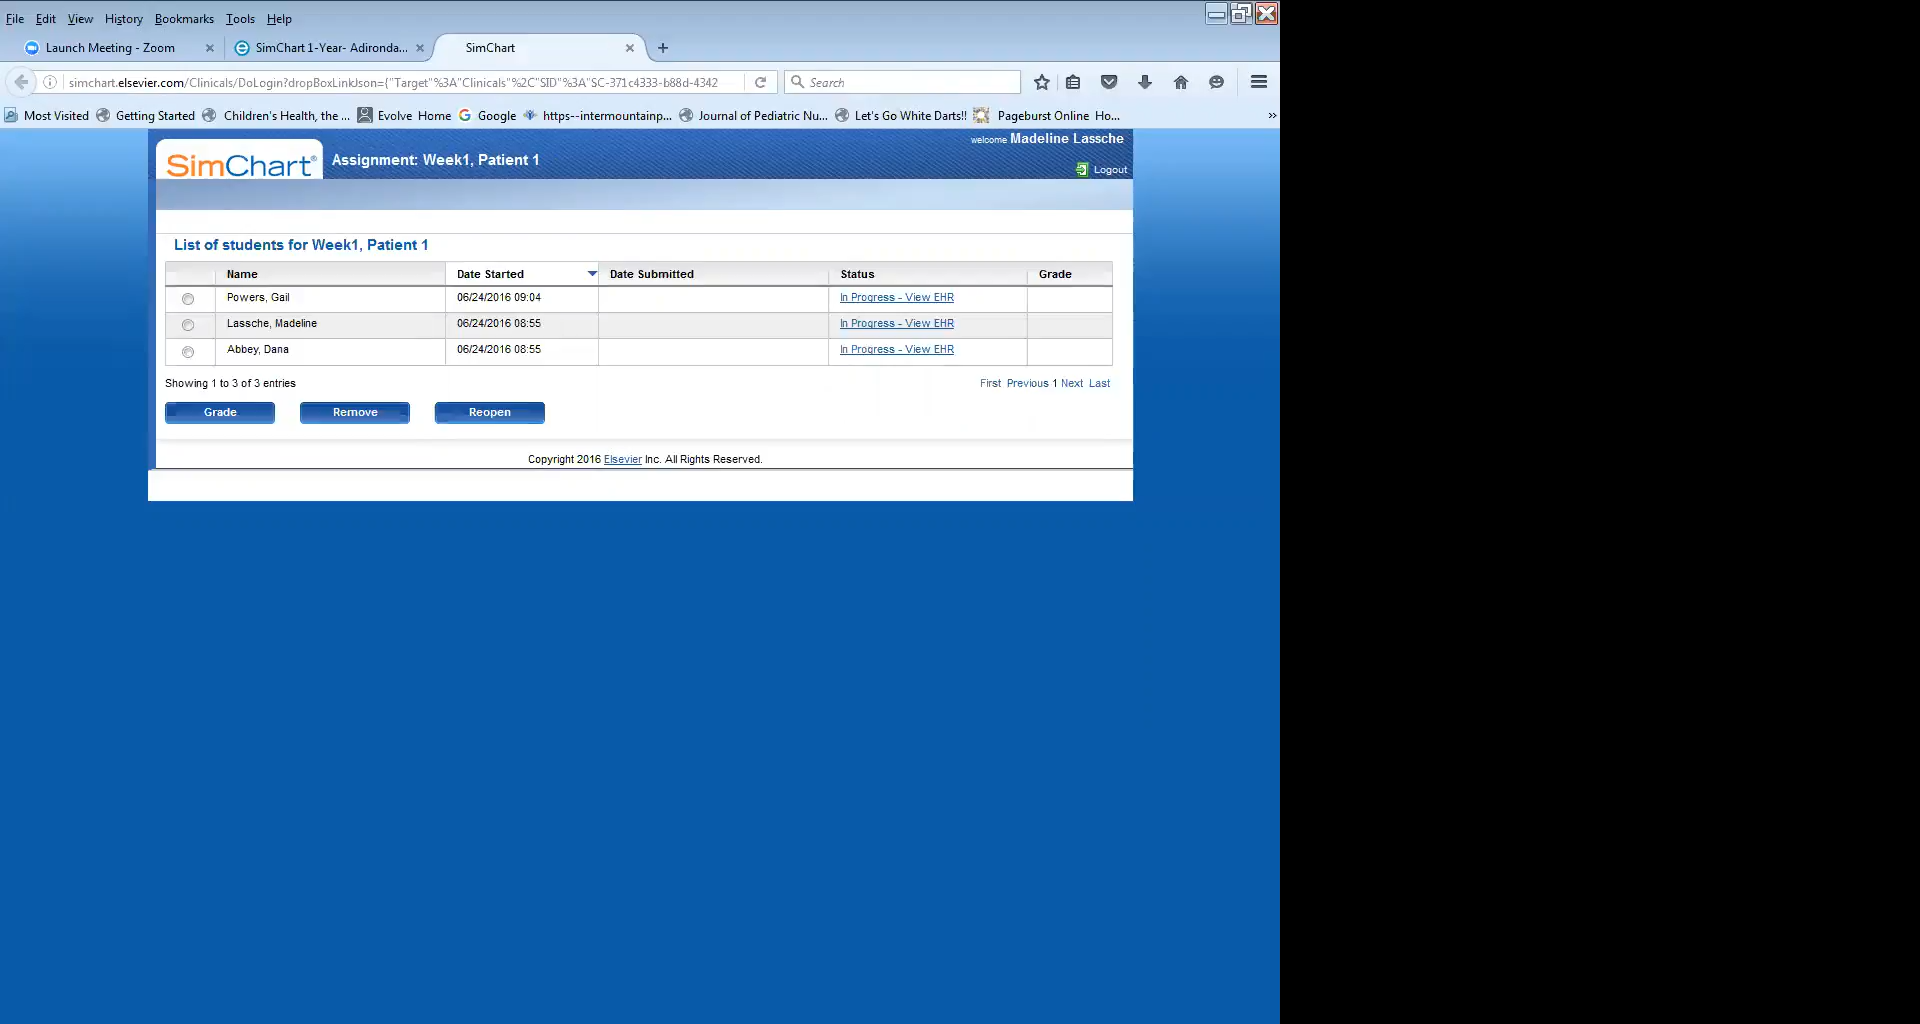 File Edit View History Bookmarks Tools Help
Launch Meeting - Zoom SimChart 1-Year- Adironda... SimChart
simchart.elsevier.com/Clinicals/DoLogin?dropBoxLinkJson={"Target"%3A"Clinicals"%2C"SID"%3A"SC-371c4333-b88d-4342 Search
Most Visited Getting Started Children's Health, the ... Evolve Home Google https--intermountainp... Journal of Pediatric Nu... Let's Go White Darts!! Pageburst Online Ho... »
welcome Madeline Lassche
SimChart® Assignment: Week1, Patient 1
Logout
List of students for Week1, Patient 1
Name Date Started Date Submitted Status Grade
Powers, Gail 06/24/2016 09:04 In Progress - View EHR
Lassche, Madeline 06/24/2016 08:55 In Progress - View EHR
Abbey, Dana 06/24/2016 08:55 In Progress - View EHR
Showing 1 to 3 of 3 entries First Previous 1 Next Last
Grade Remove Reopen
Copyright 2016 Elsevier Inc. All Rights Reserved.